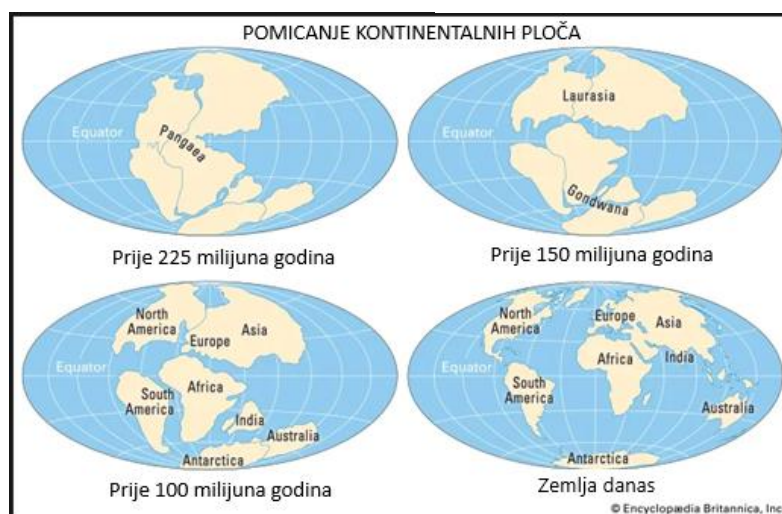 POMICANJE KONTINENTALNIH PLOČA
Equator
Pangaea
Prije 225 milijuna godina
Laurasia
Equator
Gondwana
Prije 150 milijuna godina
North
America
Europe
Asia
Equator
South
America
Africa
India
Australia
Antarctica
Prije 100 milijuna godina
North
America
Europe
Asia
Equator
Africa
India
South
America
Australia
Antarctica
Zemlja danas
© Encyclopædia Britannica, Inc